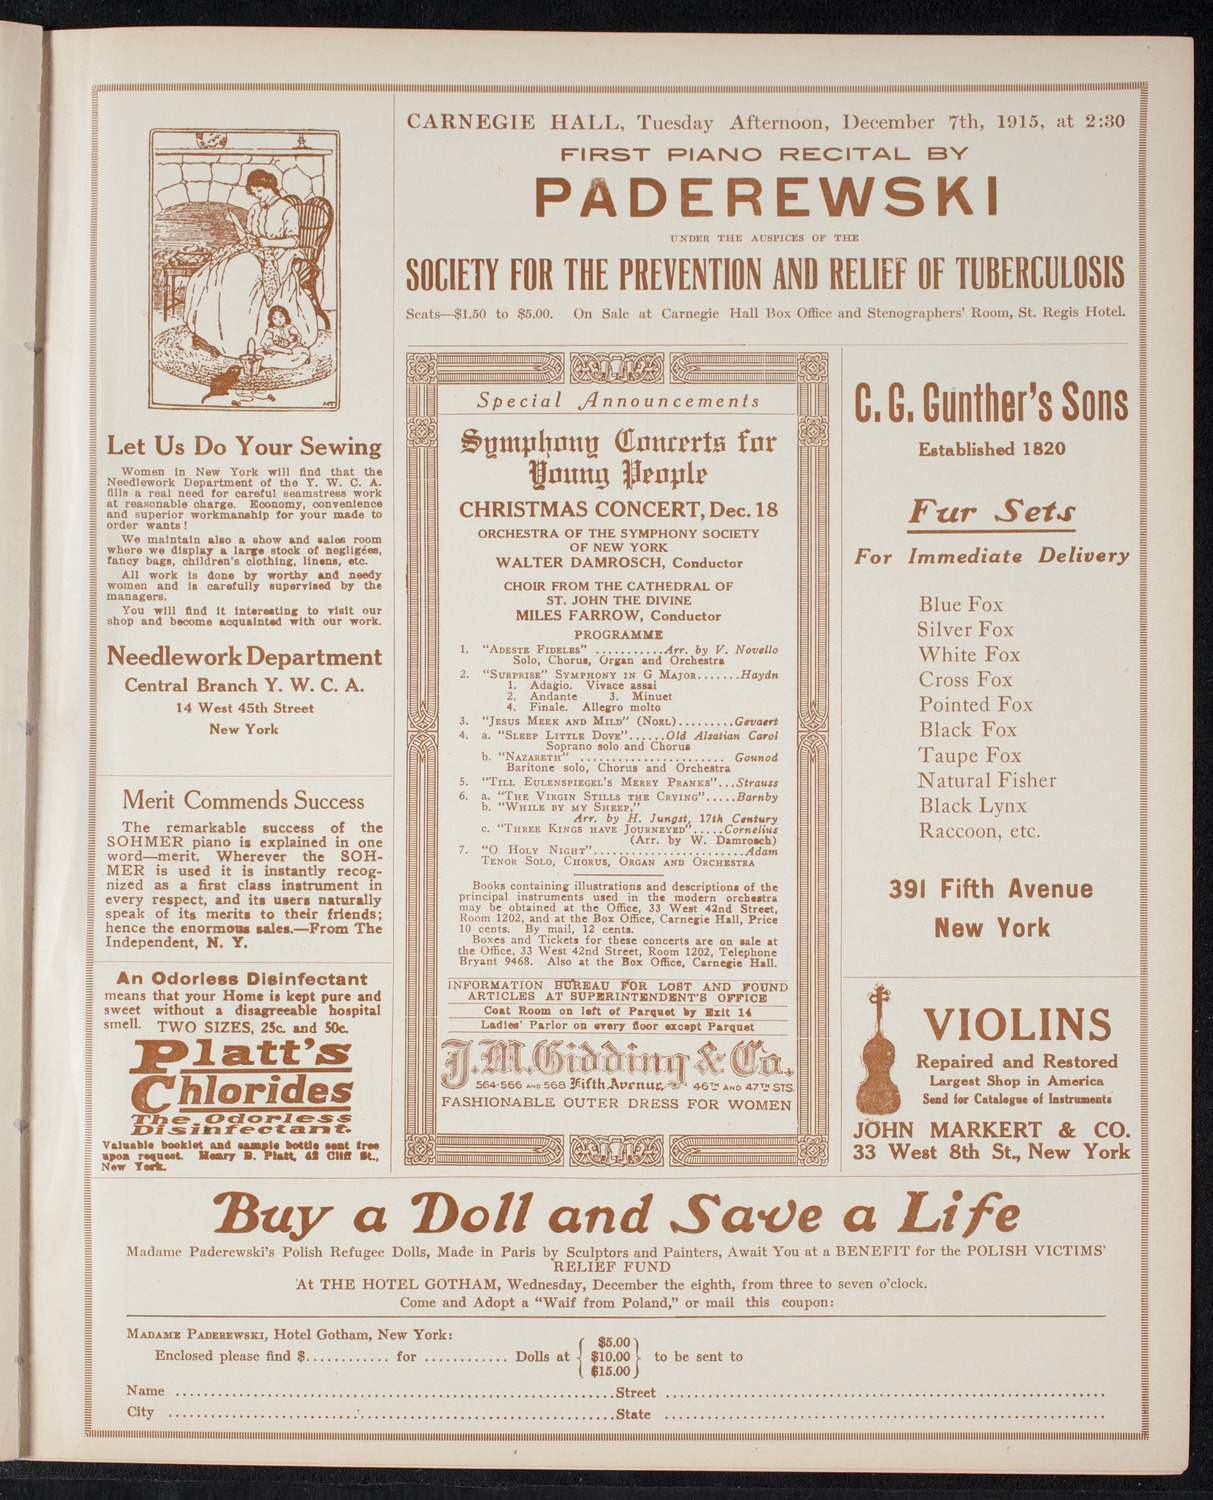 CARNEGIE HALL, Tuesday Afternoon, December 7th, 1915, at 2:30
FIRST PIANO RECITAL BY
PADEREWSKI
UNDER THE AUSPICES OF THE
SOCIETY FOR THE PREVENTION AND RELIEF OF TUBERCULOSIS
Seats—$1.50 to $5.00. On Sale at Carnegie Hall Box Office and Stenographers' Room, St. Regis Hotel.
Let Us Do Your Sewing
Women in New York will find that the
Needlework Department of the Y. W. C. A.
fills a real need for careful seamstress work
at reasonable charge. Economy, convenience
and superior workmanship for your made to
order wants!
We maintain also a show and sales room
where we display a large stock of negligées,
fancy bags, children's clothing, linens, etc.
All work is done by worthy and needy
women and is carefully supervised by the
managers.
You will find it interesting to visit our
shop and become acquainted with our work.
Needlework Department
Central Branch Y. W. C. A.
14 West 45th Street
New York
Merit Commends Success
The remarkable success of the
SOHMER piano is explained in one
word—merit. Wherever the SOH-
MER is used it is instantly recog-
nized as a first class instrument in
every respect, and its users naturally
speak of its merits to their friends;
hence the enormous sales.—From The
Independent, N. Y.
An Odorless Disinfectant
means that your Home is kept pure and
sweet without a disagreeable hospital
smell. TWO SIZES, 25c. and 50c.
Platt's
Chlorides
The Odorless
Disinfectant.
Valuable booklet and sample bottle sent free
upon request. Henry B. Platt, 42 Cliff St.,
New York.
Special Announcements
Symphony Concerts for
Young People
CHRISTMAS CONCERT, Dec. 18
ORCHESTRA OF THE SYMPHONY SOCIETY
OF NEW YORK
WALTER DAMROSCH, Conductor
CHOIR FROM THE CATHEDRAL OF
ST. JOHN THE DIVINE
MILES FARROW, Conductor
PROGRAMME
1. "ADESTE FIDELES" ...........Arr. by V. Novello
Solo, Chorus, Organ and Orchestra
2. "SURPRISE" SYMPHONY IN G MAJOR.......Haydn
1. Adagio. Vivace assai
2. Andante 3. Minuet
4. Finale. Allegro molto
3. "JESUS MEEK AND MILD" (NOEL).........Gevaert
4. a. "SLEEP LITTLE DOVE"......Old Alsatian Carol
Soprano solo and Chorus
b. "NAZARETH" ...................... Gounod
Baritone solo, Chorus and Orchestra
5. "TILL EULENSPIEGEL'S MERRY PRANKS"...Strauss
6. a. "THE VIRGIN STILLS THE CRYING".....Barnby
b. "WHILE BY MY SHEEP,"
Arr. by H. Jungst, 17th Century
c. "THREE KINGS HAVE JOURNEYED".....Cornelius
(Arr. by W. Damrosch)
7. "O HOLY NIGHT".......................Adam
TENOR SOLO, CHORUS, ORGAN AND ORCHESTRA
Books containing illustrations and descriptions of the
principal instruments used in the modern orchestra
may be obtained at the Office, 33 West 42nd Street,
Room 1202, and at the Box Office, Carnegie Hall, Price
10 cents. By mail, 12 cents.
Boxes and Tickets for these concerts are on sale at
the Office, 33 West 42nd Street, Room 1202, Telephone
Bryant 9468. Also at the Box Office, Carnegie Hall.
INFORMATION BUREAU FOR LOST AND FOUND
ARTICLES AT SUPERINTENDENT'S OFFICE
Coat Room on left of Parquet by Exit 14
Ladies' Parlor on every floor except Parquet
J.M. Gidding & Co.
564-566 AND 568 Fifth Avenue, 46TH AND 47TH STS.
FASHIONABLE OUTER DRESS FOR WOMEN
C. G. Gunther's Sons
Established 1820
Fur Sets
For Immediate Delivery
Blue Fox
Silver Fox
White Fox
Cross Fox
Pointed Fox
Black Fox
Taupe Fox
Natural Fisher
Black Lynx
Raccoon, etc.
391 Fifth Avenue
New York
VIOLINS
Repaired and Restored
Largest Shop in America
Send for Catalogue of Instruments
JOHN MARKERT & CO.
33 West 8th St., New York
Buy a Doll and Save a Life
Madame Paderewski's Polish Refugee Dolls, Made in Paris by Sculptors and Painters, Await You at a BENEFIT for the POLISH VICTIMS'
RELIEF FUND
At THE HOTEL GOTHAM, Wednesday, December the eighth, from three to seven o'clock.
Come and Adopt a "Waif from Poland," or mail this coupon:
MADAME PADEREWSKI, Hotel Gotham, New York:
Enclosed please find $............ for ............ Dolls at { $5.00 $10.00 $15.00 } to be sent to
Name ............................................................Street ............................................................
City ............................................................State ............................................................